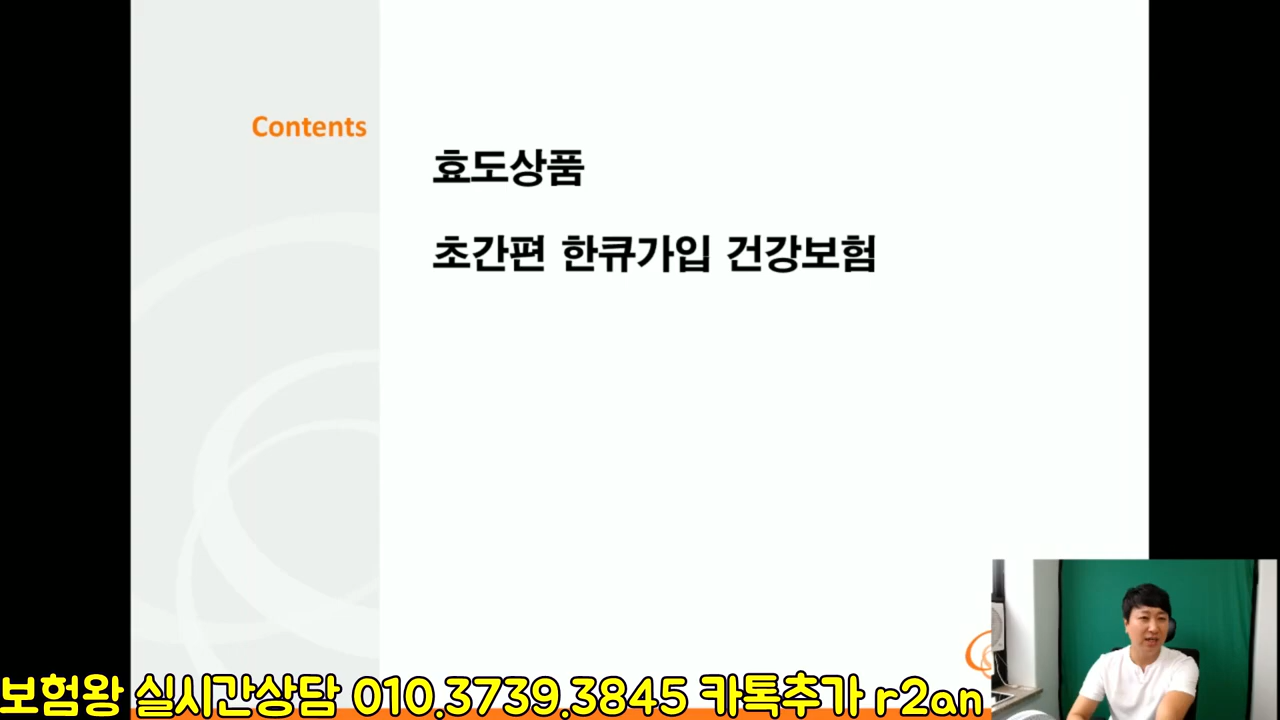 Contents
효도상품
초간편 한큐가입 건강보험
보험왕 실시간상담 010.3739.3845 카톡추가 r2an